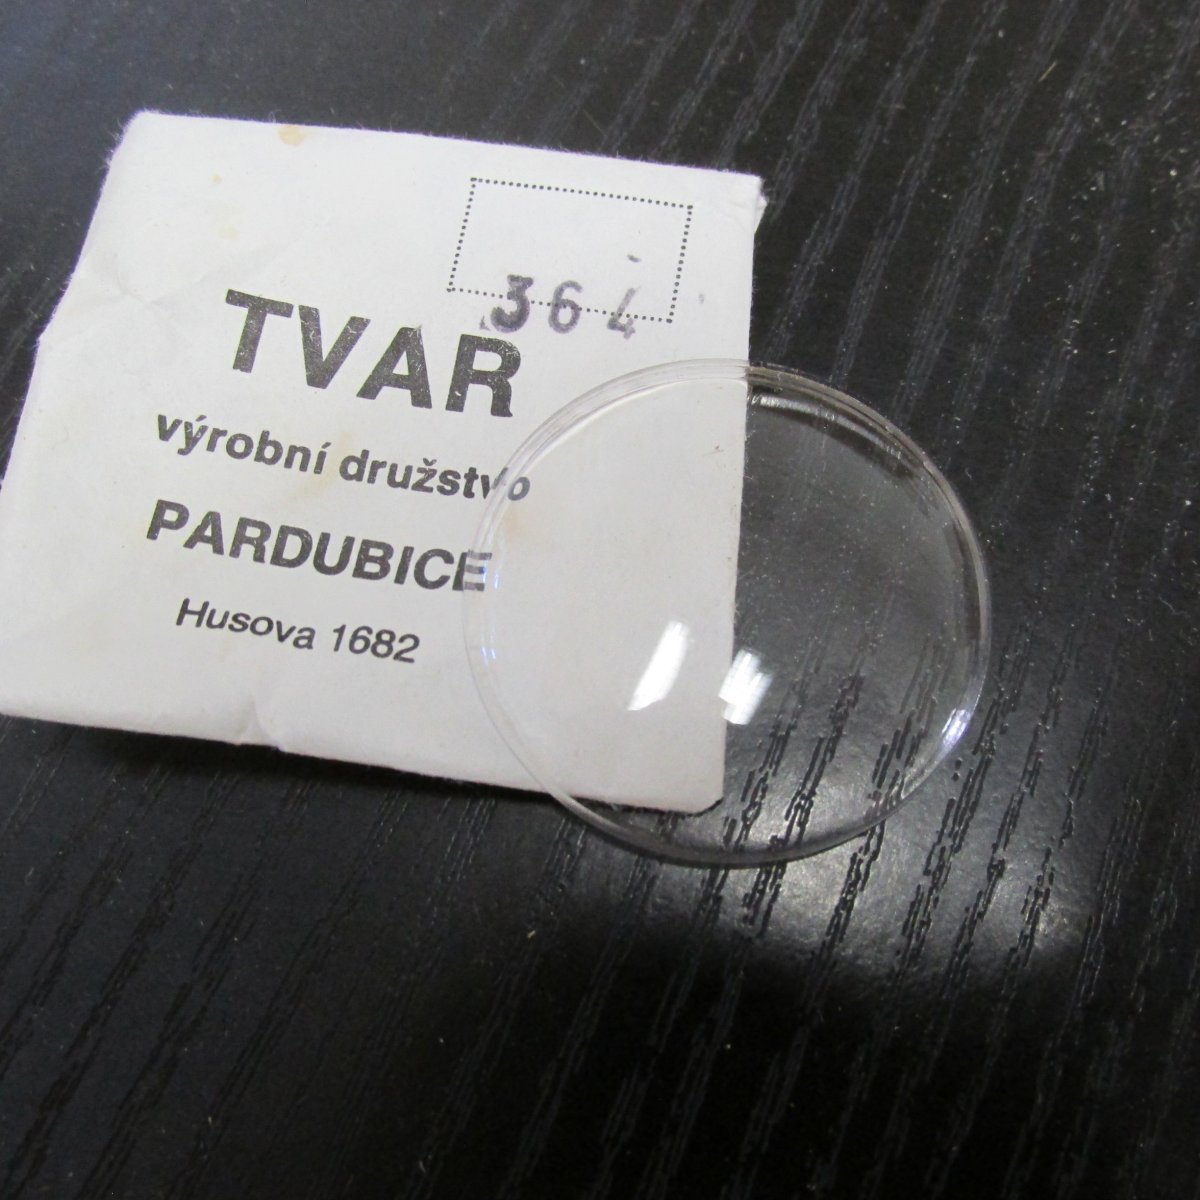 364
TVAR
výrobní družstvo
PARDUBICE
Husova 1682